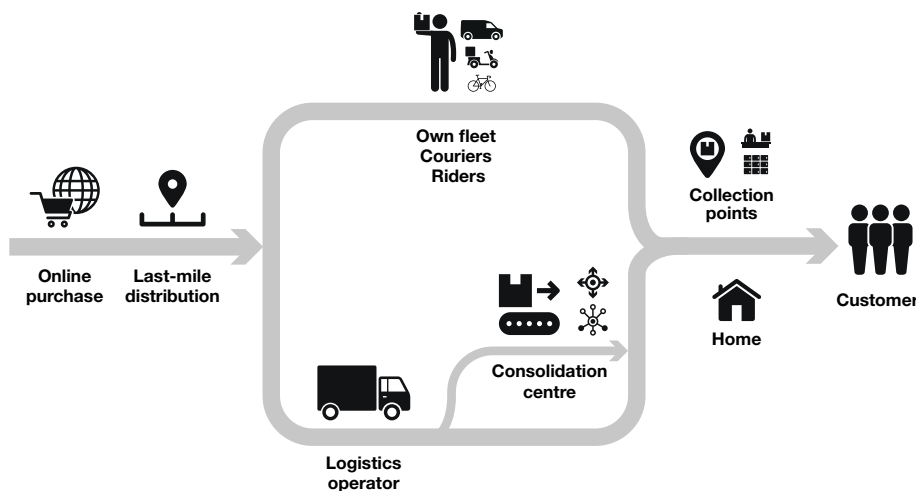 Own fleet
Couriers
Riders
Collection
points
Online
purchase
Last-mile
distribution
Customer
Home
Consolidation
centre
Logistics
operator